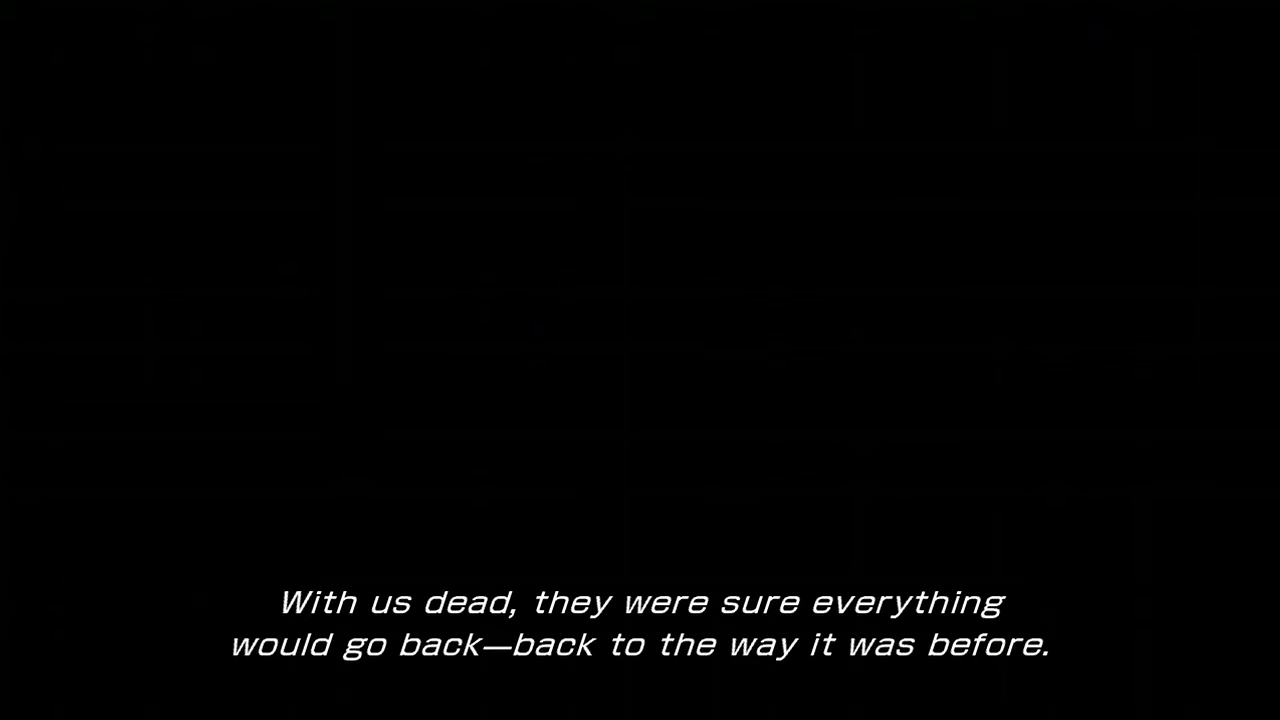 With us dead, they were sure everything
would go back—back to the way it was before.